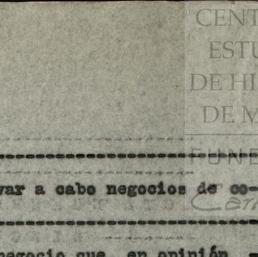 CENT
ESTU
DE HI
DE M
FUNE
var a cabo negocios de co-
negocio que, en opinión -